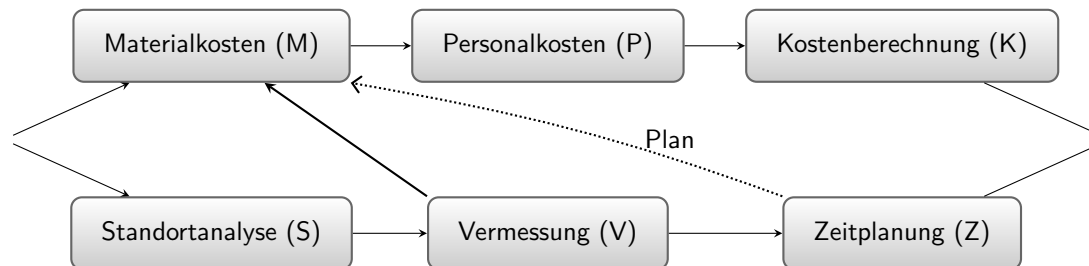 Materialkosten (M)
Personalkosten (P)
Kostenberechnung (K)
Plan
Standortanalyse (S)
Vermessung (V)
Zeitplanung (Z)